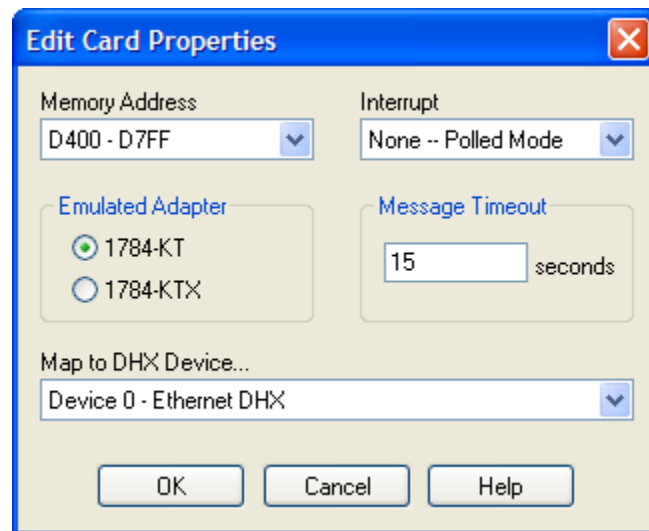 Edit Card Properties
Memory Address
Interrupt
D400 - D7FF
None -- Polled Mode
Emulated Adapter
Message Timeout
1784-KT
15 seconds
1784-KTX
Map to DHX Device...
Device 0 - Ethernet DHX
OK
Cancel
Help